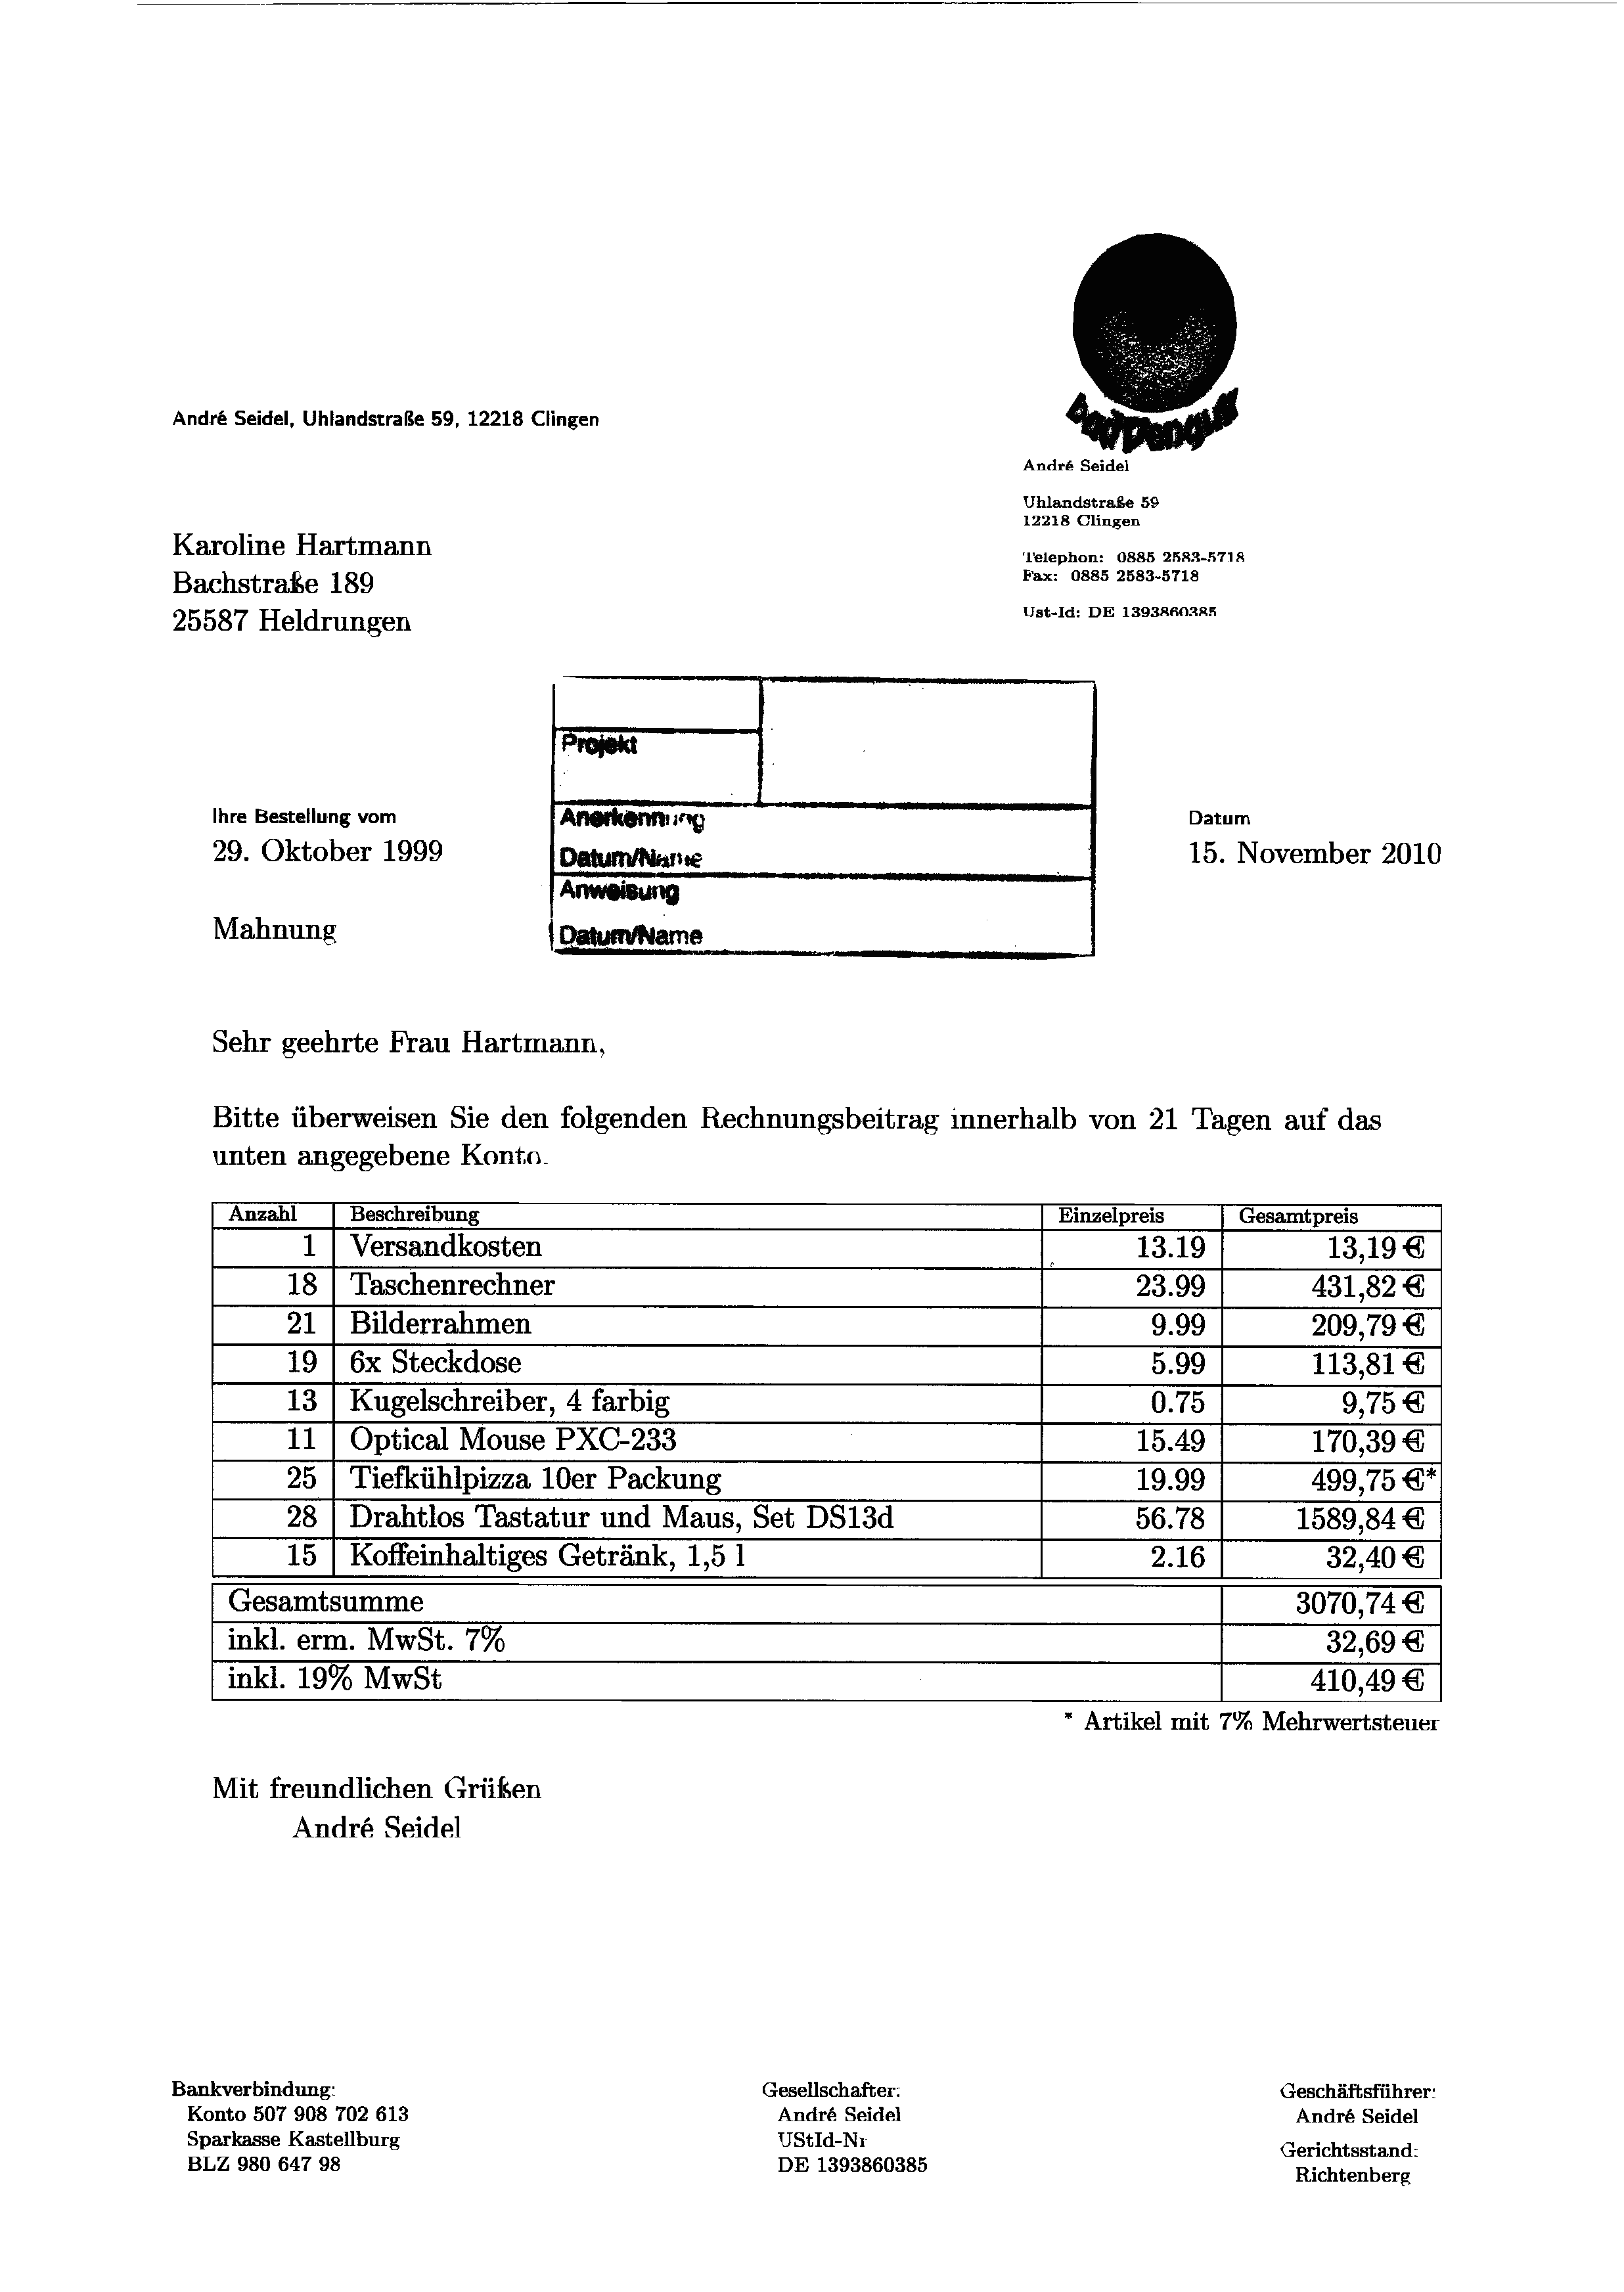 André Seidel, Uhlandstraße 59, 12218 Clingen
André Seidel
Uhlandstraße 59
12218 Clingen
Telephon: 0885 2583-5718
Fax: 0885 2583-5718
Ust-Id: DE 1393860385
Karoline Hartmann
Bachstraße 189
25587 Heldrungen
Projekt
Anerkennung
Datum/Name
Anweisung
Datum/Name
Ihre Bestellung vom
29. Oktober 1999
Datum
15. November 2010
Mahnung
Sehr geehrte Frau Hartmann,
Bitte überweisen Sie den folgenden Rechnungsbeitrag innerhalb von 21 Tagen auf das
unten angegebene Konto.
Anzahl Beschreibung Einzelpreis Gesamtpreis
1 Versandkosten 13.19 13,19 €
18 Taschenrechner 23.99 431,82 €
21 Bilderrahmen 9.99 209,79 €
19 6x Steckdose 5.99 113,81 €
13 Kugelschreiber, 4 farbig 0.75 9,75 €
11 Optical Mouse PXC-233 15.49 170,39 €
25 Tiefkühlpizza 10er Packung 19.99 499,75 €*
28 Drahtlos Tastatur und Maus, Set DS13d 56.78 1589,84 €
15 Koffeinhaltiges Getränk, 1,5 l 2.16 32,40 €
Gesamtsumme 3070,74 €
inkl. erm. MwSt. 7% 32,69 €
inkl. 19% MwSt 410,49 €
* Artikel mit 7% Mehrwertsteuer
Mit freundlichen Grüßen
André Seidel
Bankverbindung:
Konto 507 908 702 613
Sparkasse Kastellburg
BLZ 980 647 98
Gesellschafter:
André Seidel
UStId-Nr
DE 1393860385
Geschäftsführer:
André Seidel
Gerichtsstand:
Richtenberg